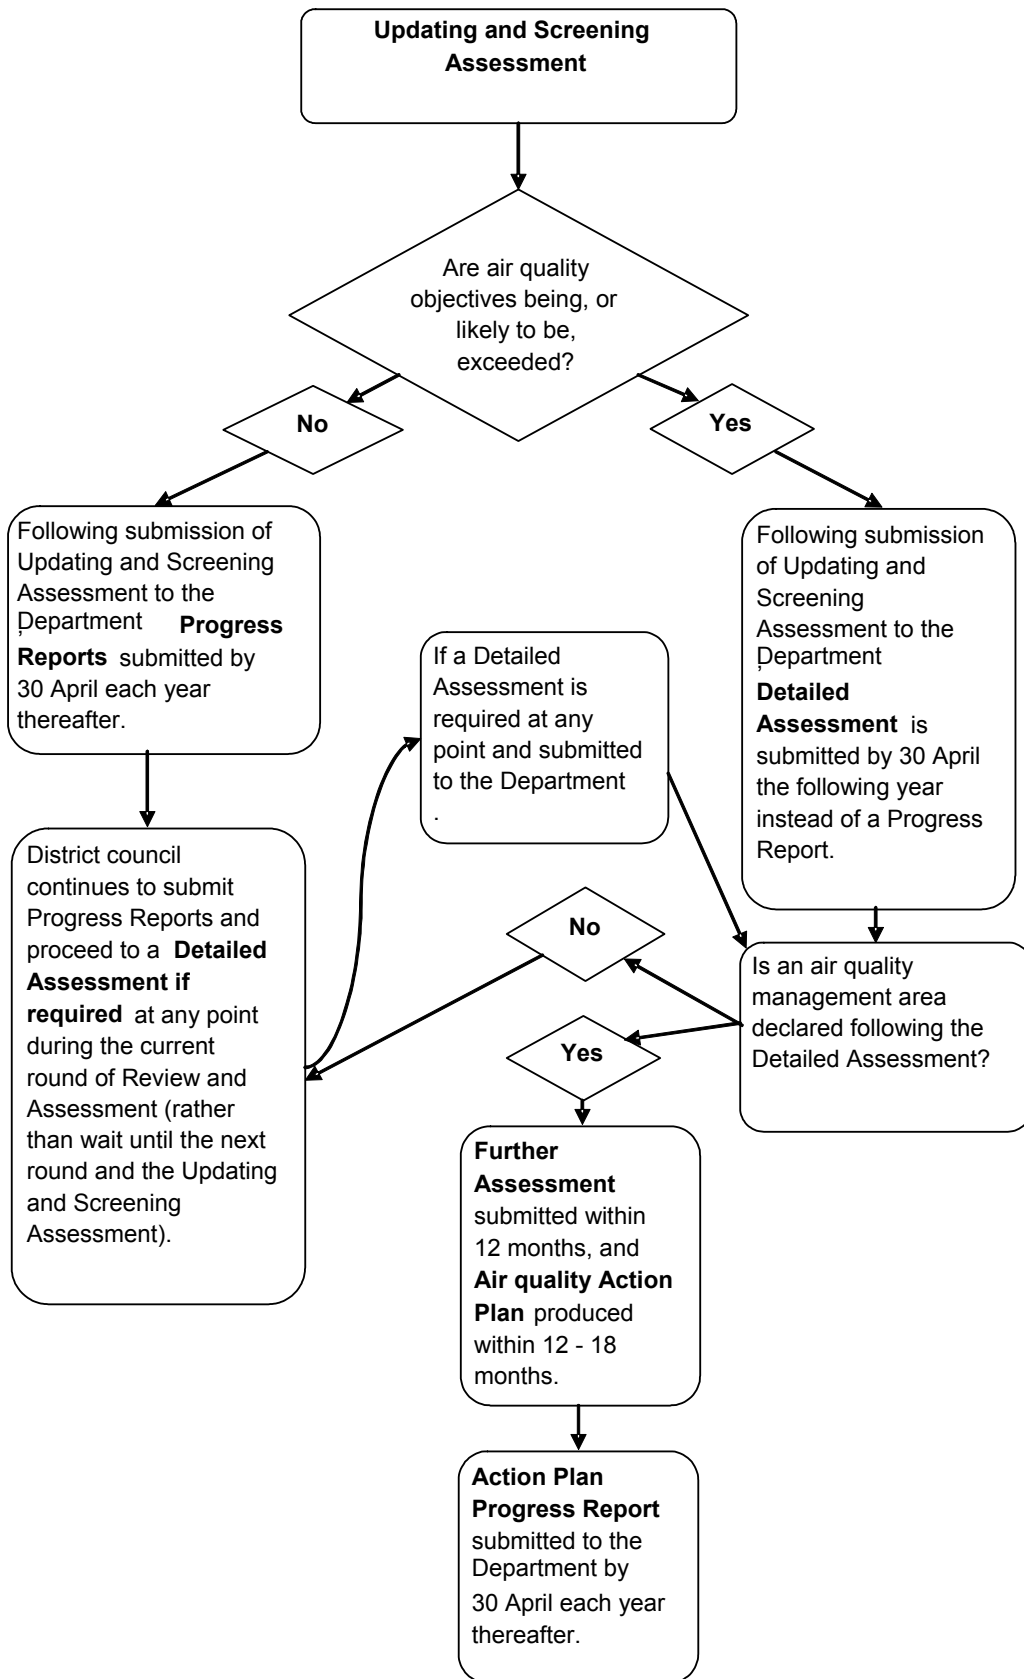 Updating and Screening
Assessment
Are air quality
objectives being, or
likely to be,
exceeded?
No
Yes
Following submission of
Updating and Screening
Assessment to the
Department, Progress
Reports submitted by
30 April each year
thereafter.
Following submission
of Updating and
Screening
Assessment to the
Department,
Detailed
Assessment is
submitted by 30 April
the following year
instead of a Progress
Report.
If a Detailed
Assessment is
required at any
point and submitted
to the Department
.
District council
continues to submit
Progress Reports and
proceed to a Detailed
Assessment if
required at any point
during the current
round of Review and
Assessment (rather
than wait until the next
round and the Updating
and Screening
Assessment).
No
Yes
Is an air quality
management area
declared following the
Detailed Assessment?
Further
Assessment
submitted within
12 months, and
Air quality Action
Plan produced
within 12 - 18
months.
Action Plan
Progress Report
submitted to the
Department by
30 April each year
thereafter.